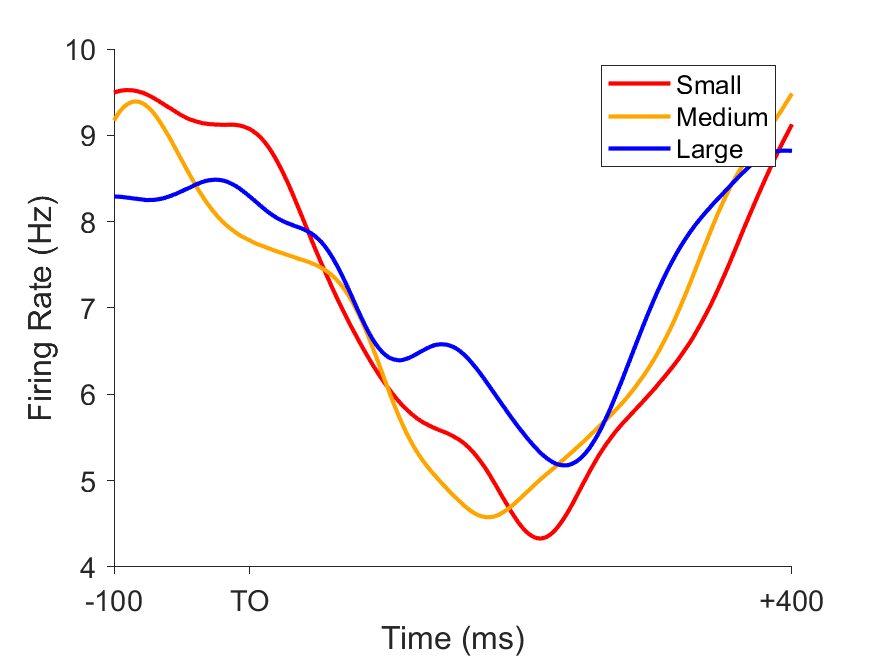 10
9
8
7
6
5
4
Firing Rate (Hz)
Small
Medium
Large
-100 TO +400
Time (ms)